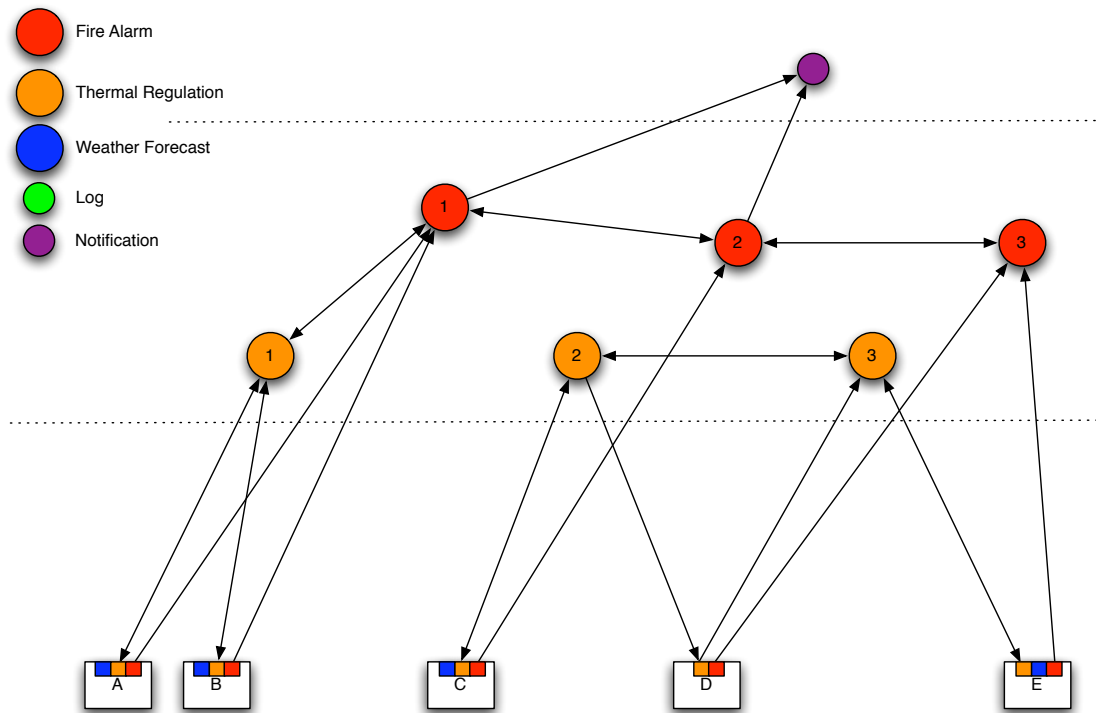 Fire Alarm
Thermal Regulation
Weather Forecast
Log
Notification
1
2
3
1
2
3
A
B
C
D
E